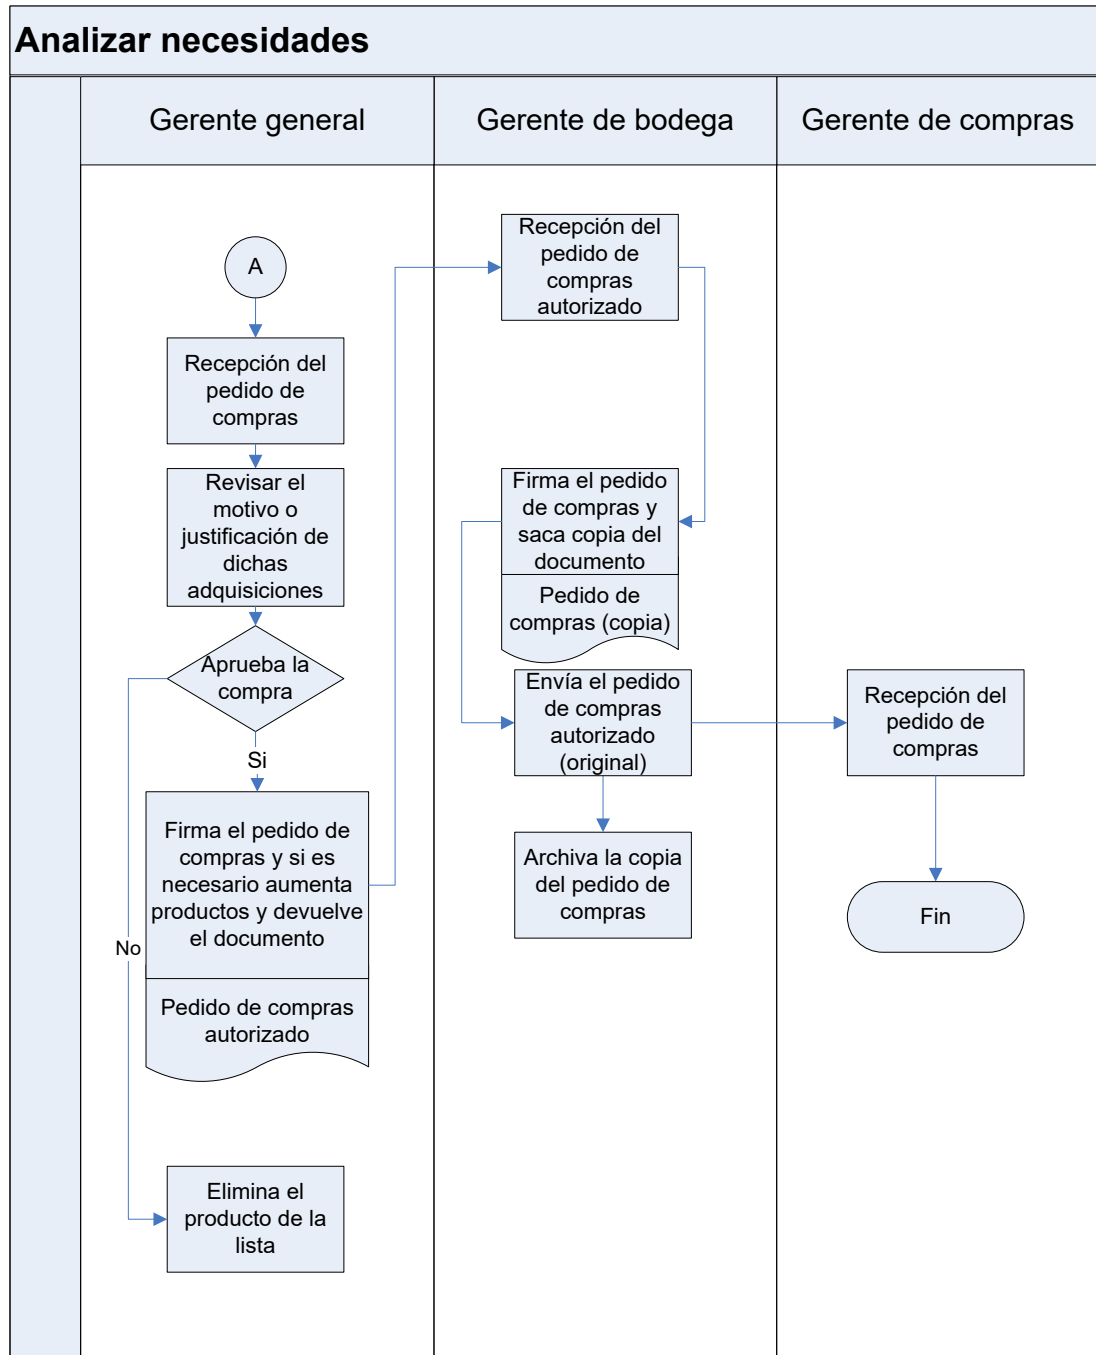 Analizar necesidades
Gerente general
Gerente de bodega
Gerente de compras
A
Recepción del
pedido de
compras
Revisar el
motivo o
justificación de
dichas
adquisiciones
Aprueba la
compra
Si
No
Firma el pedido de
compras y si es
necesario aumenta
productos y devuelve
el documento
Pedido de compras
autorizado
Elimina el
producto de la
lista
Recepción del
pedido de
compras
autorizado
Firma el pedido
de compras y
saca copia del
documento
Pedido de
compras (copia)
Envía el pedido
de compras
autorizado
(original)
Archiva la copia
del pedido de
compras
Recepción del
pedido de
compras
Fin